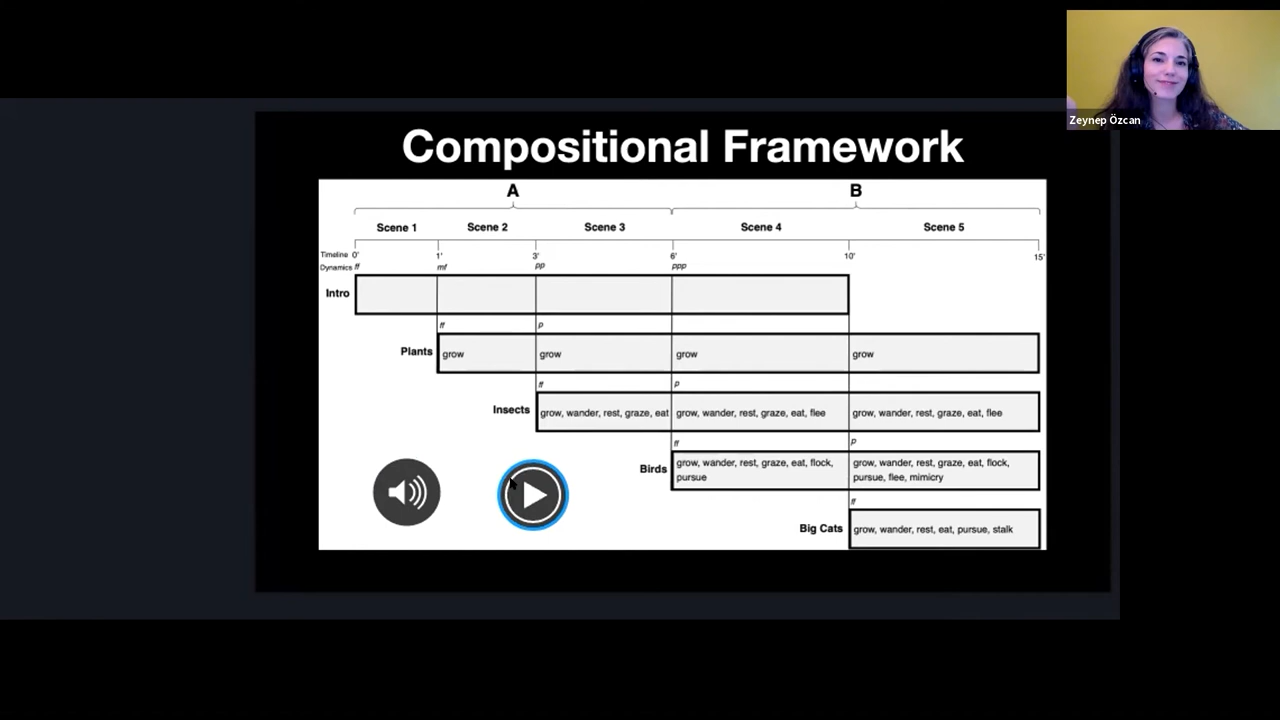 Zeynep Özcan
Compositional Framework
A B
Scene 1 Scene 2 Scene 3 Scene 4 Scene 5
Timeline 0' 1' 3' 6' 10' 15'
Dynamics ff mf pp ppp
Intro
ff p
Plants grow grow grow grow
ff p
Insects grow, wander, rest, graze, eat grow, wander, rest, graze, eat, flee grow, wander, rest, graze, eat, flee
ff p
Birds grow, wander, rest, graze, eat, flock, grow, wander, rest, graze, eat, flock,
pursue pursue, flee, mimicry
ff
Big Cats grow, wander, rest, eat, pursue, stalk